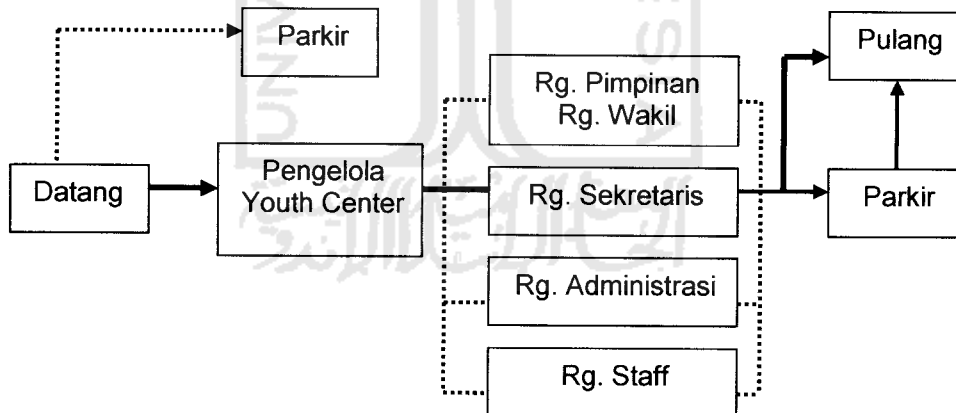 Parkir
Pulang
Rg. Pimpinan
Rg. Wakil
Datang
Pengelola
Youth Center
Rg. Sekretaris
Parkir
Rg. Administrasi
Rg. Staff